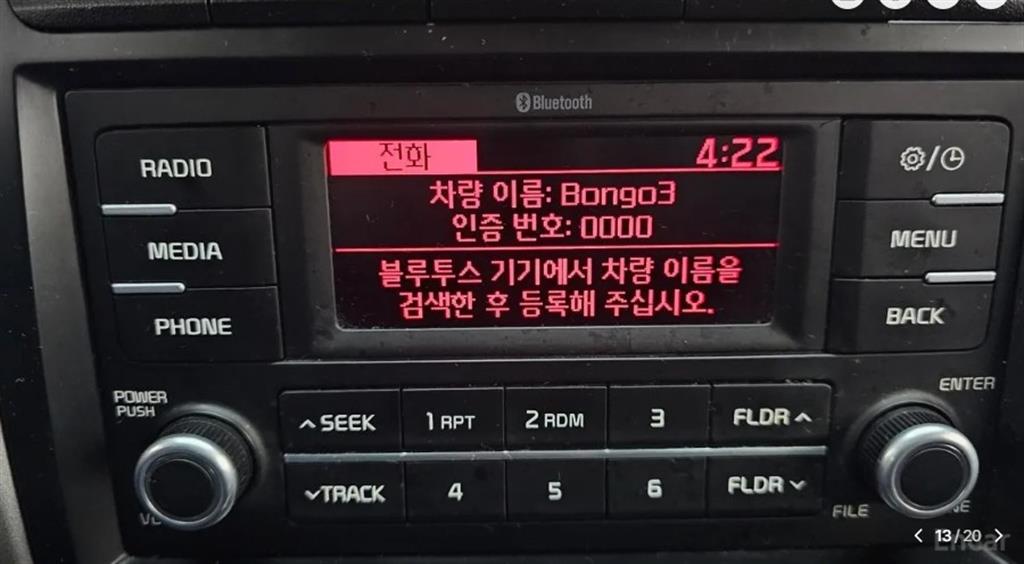 Bluetooth
전화 4:22
차량 이름: Bongo3
인증 번호: 0000
블루투스 기기에서 차량 이름을
검색한 후 등록해 주십시오.
RADIO
MEDIA
PHONE
MENU
BACK
POWER
PUSH
ENTER
SEEK 1 RPT 2 RDM 3 FLDR
TRACK 4 5 6 FLDR
FILE
13 / 20